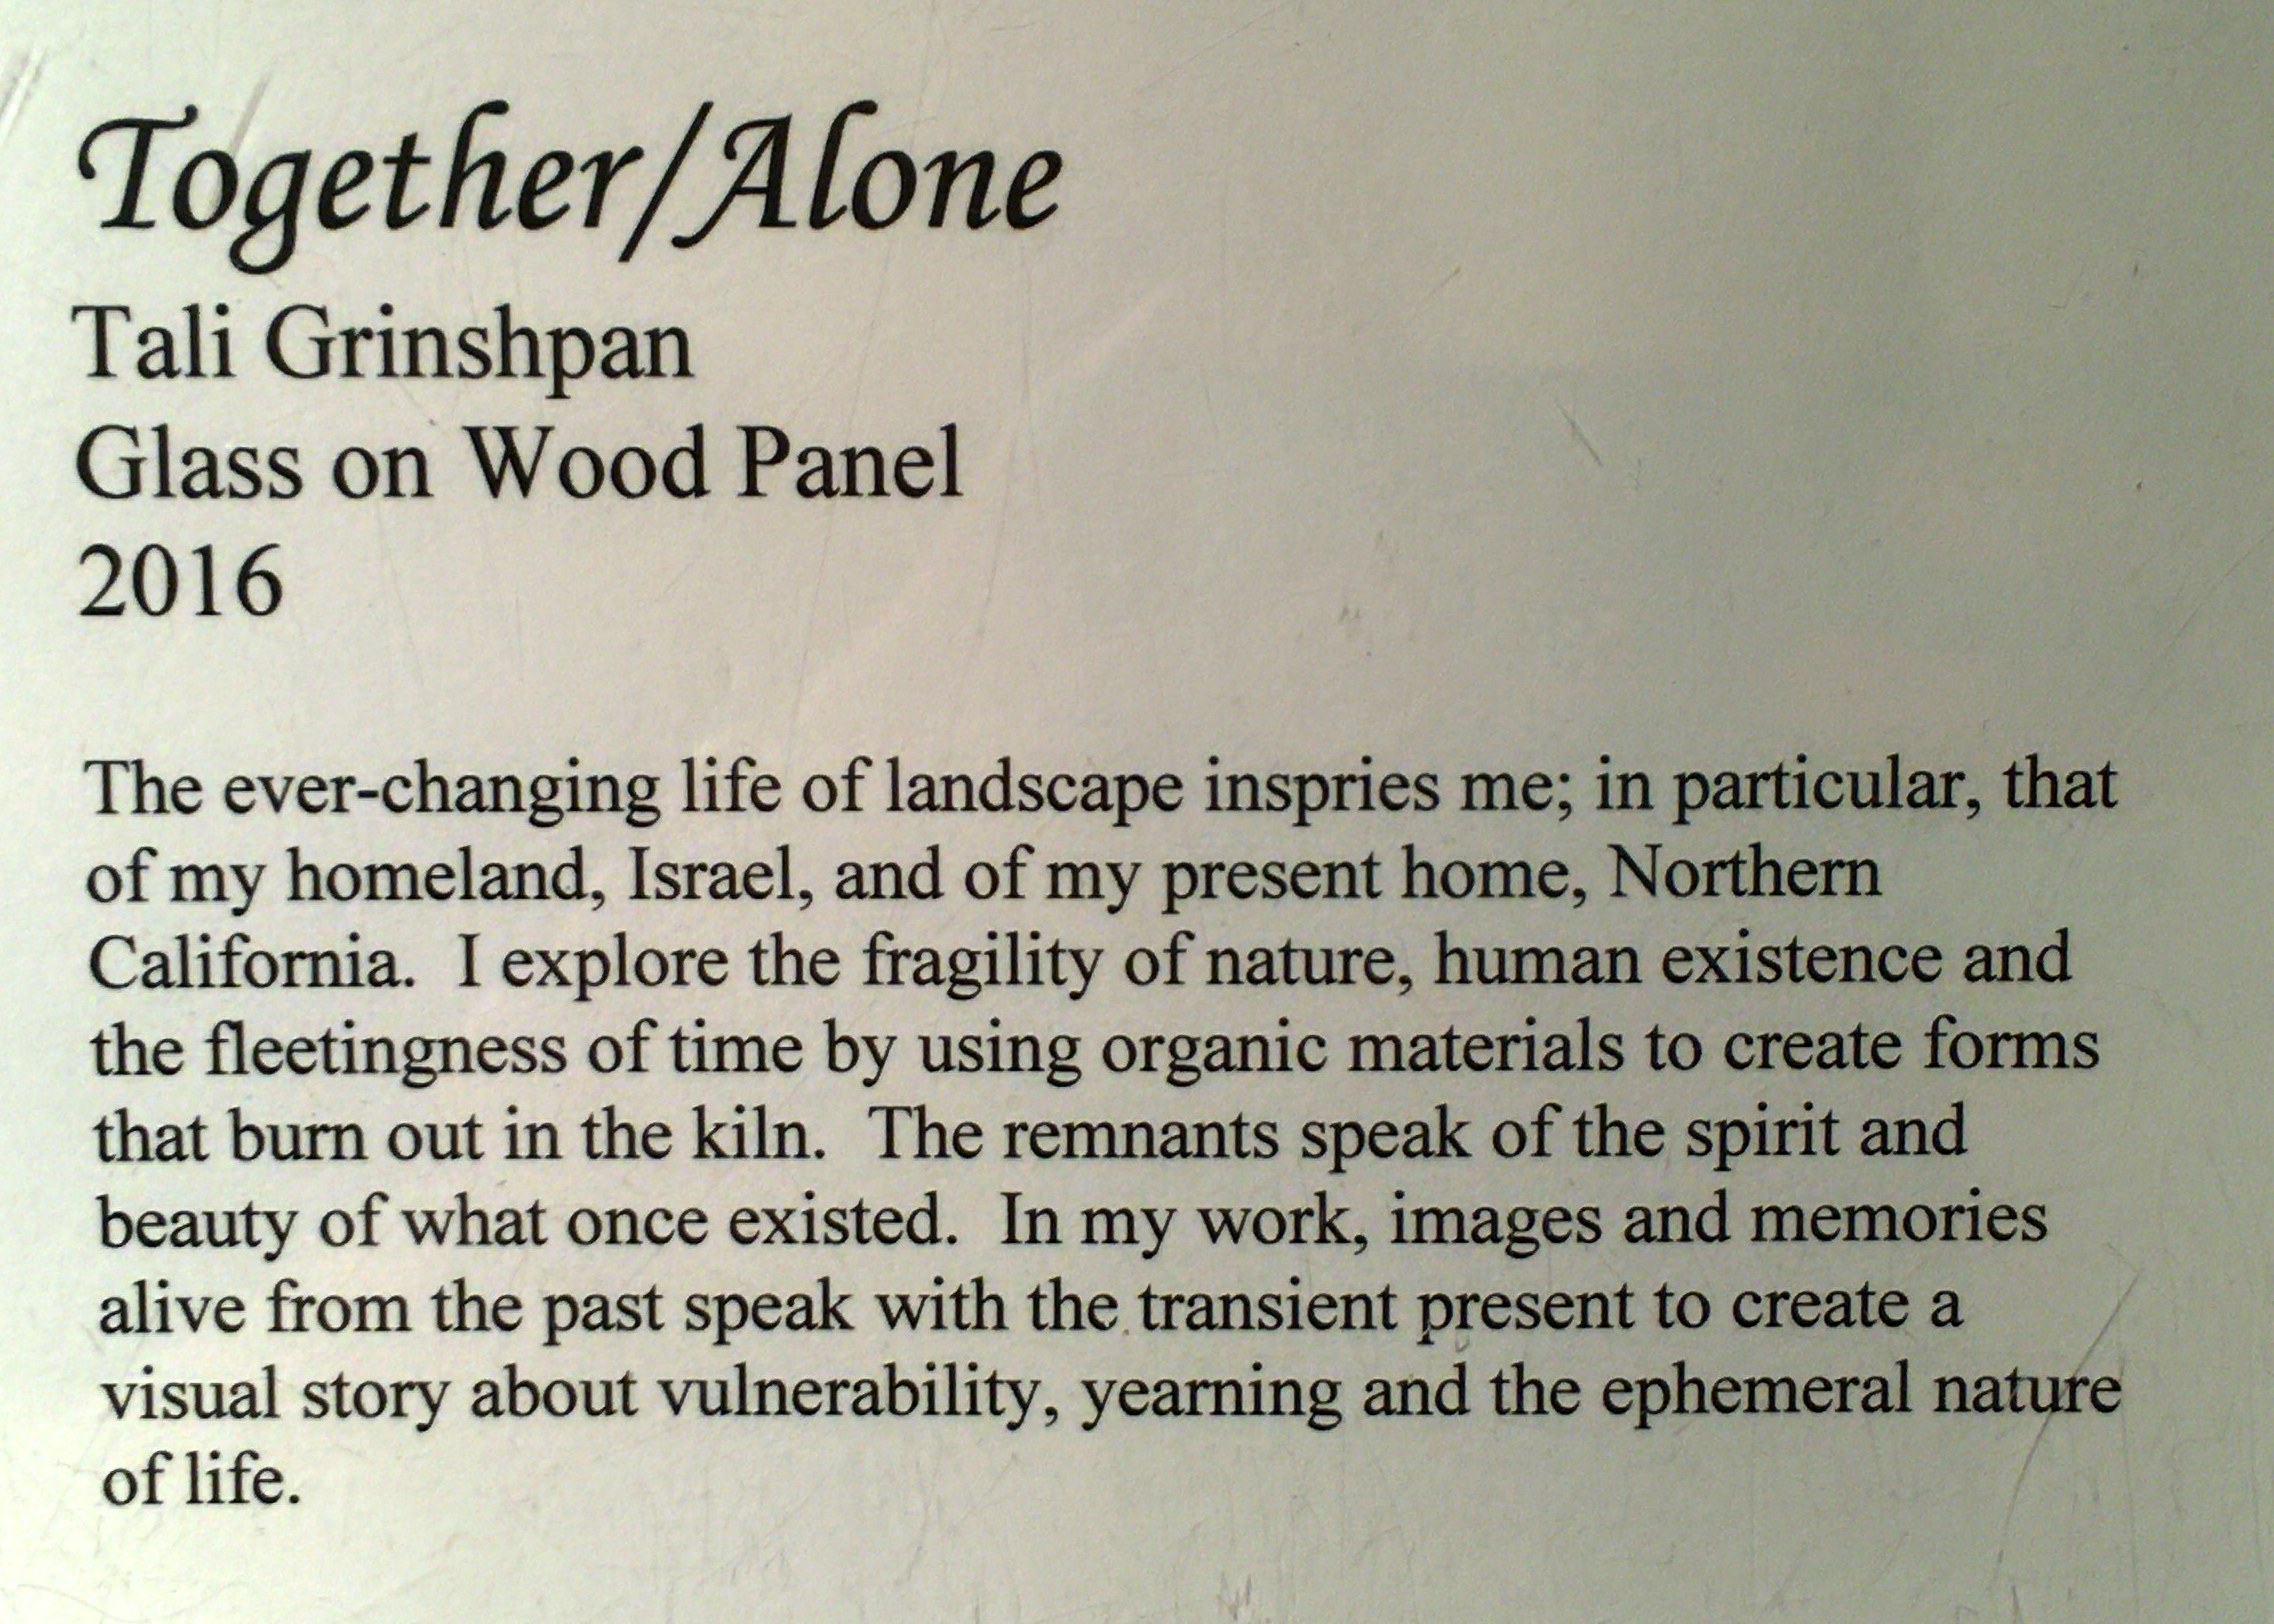 Together/Alone
Tali Grinshpan
Glass on Wood Panel
2016
The ever-changing life of landscape inspries me; in particular, that
of my homeland, Israel, and of my present home, Northern
California.  I explore the fragility of nature, human existence and
the fleetingness of time by using organic materials to create forms
that burn out in the kiln.  The remnants speak of the spirit and
beauty of what once existed.  In my work, images and memories
alive from the past speak with the transient present to create a
visual story about vulnerability, yearning and the ephemeral nature
of life.